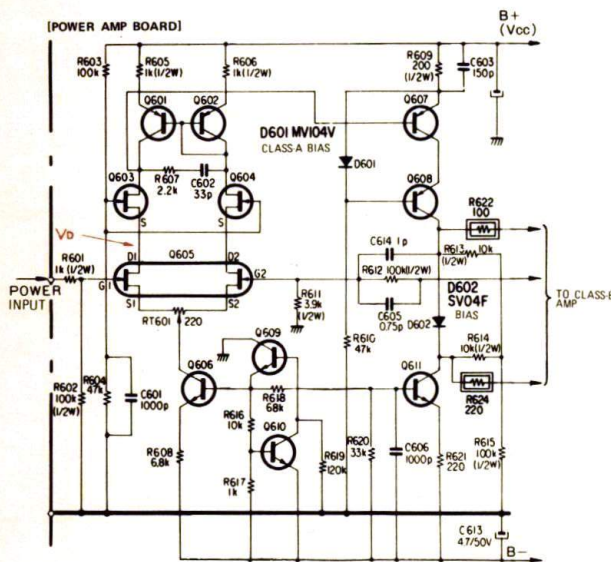 [POWER AMP BOARD]
B+
(Vcc)
R603
100k
R605
1k(1/2W)
R606
1k(1/2W)
R609
200
(1/2W)
C603
150p
Q601
Q602
D601 MV104V
CLASS-A BIAS
Q607
D601
Q603
R607
2.2k
C602
33p
Q604
Q608
S
S
R622
100
VD
C614 1p
R613
(1/2W)
10k
R601
1k (1/2W)
D1
Q605
D2
R612 100k(1/2W)
POWER
INPUT
G1
G2
S1
S2
R611
3.9k
(1/2W)
C605
0.75p
D602
SV04F
BIAS
D602
TO CLASS-B
AMP
RT601
220
Q609
R610
47k
R614
10k(1/2W)
Q606
Q611
R602
100k
(1/2W)
R604
47k
C601
1000p
R618
68k
R624
220
R616
10k
Q610
R608
6.8k
R619
120k
R620
33k
C606
1000p
R621
220
R615
100k
(1/2W)
R617
1k
C613
47/50V
B-